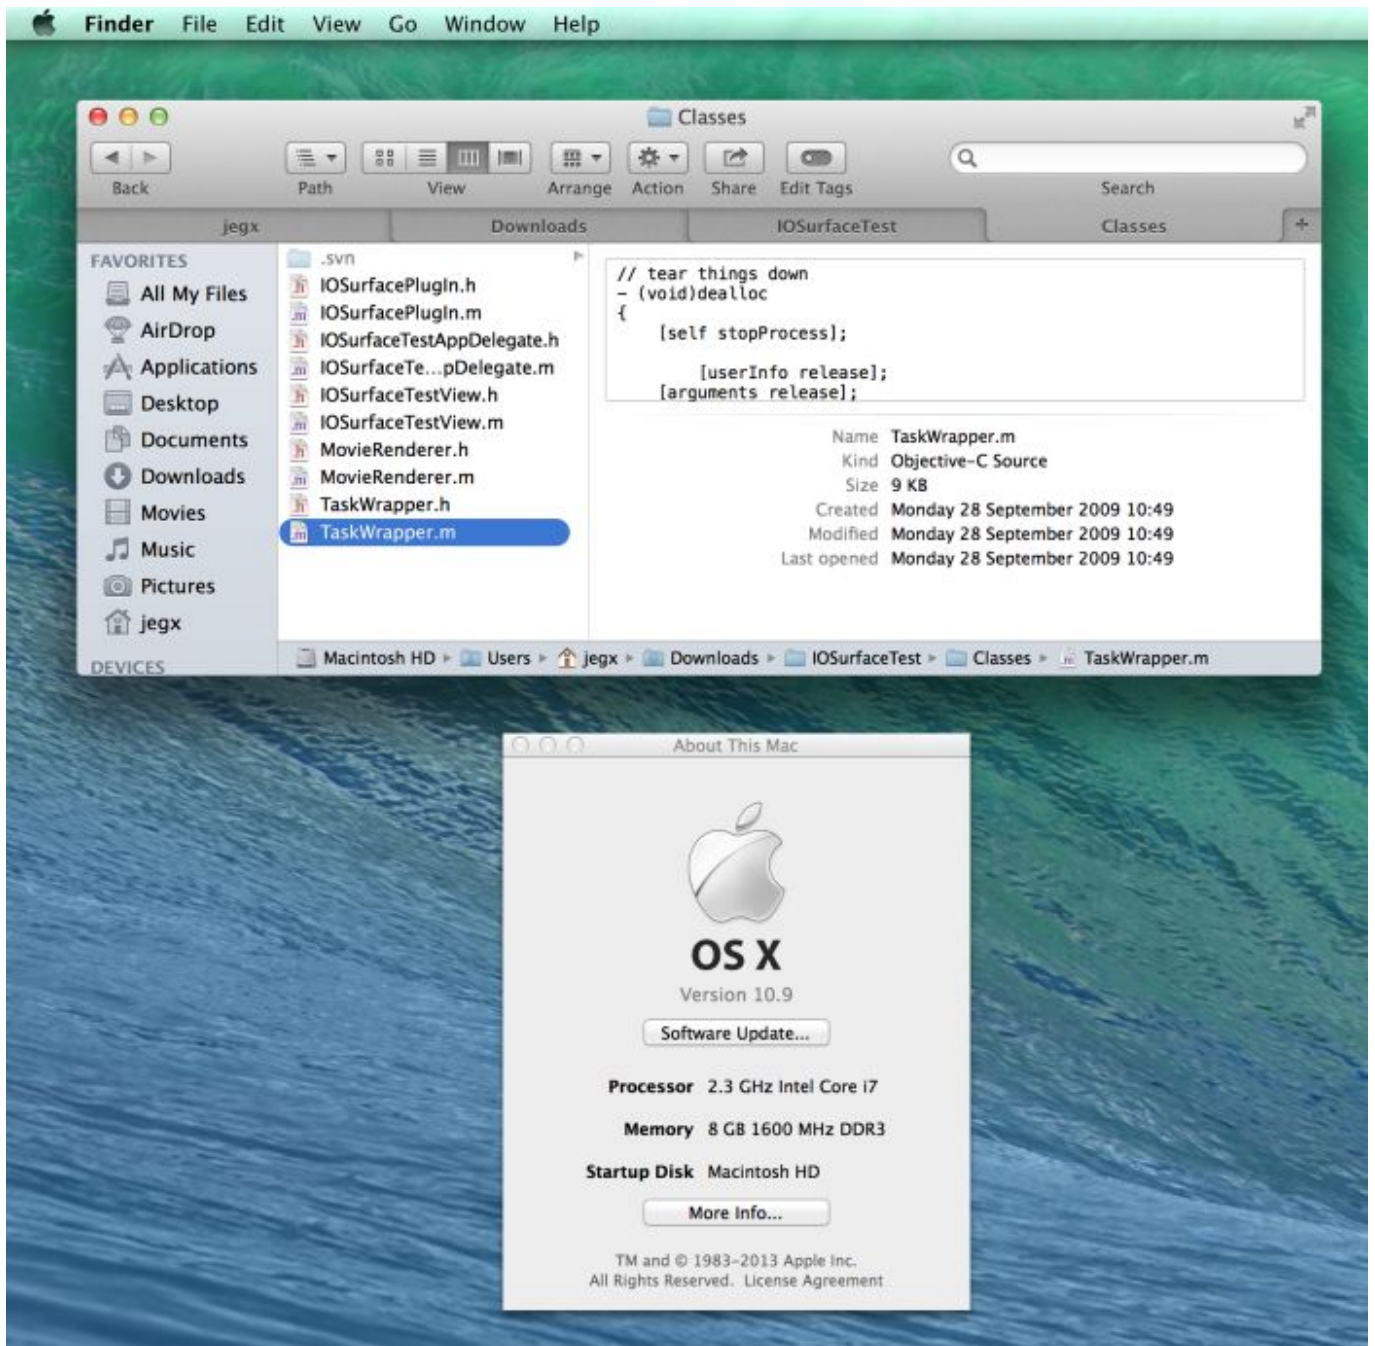 Finder File Edit View Go Window Help
Classes
Back Path View Arrange Action Share Edit Tags Search
jegx Downloads IOSurfaceTest Classes +
FAVORITES
All My Files
AirDrop
Applications
Desktop
Documents
Downloads
Movies
Music
Pictures
jegx
DEVICES
.svn
IOSurfacePlugIn.h
IOSurfacePlugIn.m
IOSurfaceTestAppDelegate.h
IOSurfaceTe...pDelegate.m
IOSurfaceTestView.h
IOSurfaceTestView.m
MovieRenderer.h
MovieRenderer.m
TaskWrapper.h
TaskWrapper.m
// tear things down
- (void)dealloc
{
[self stopProcess];
[userInfo release];
[arguments release];
Name TaskWrapper.m
Kind Objective-C Source
Size 9 KB
Created Monday 28 September 2009 10:49
Modified Monday 28 September 2009 10:49
Last opened Monday 28 September 2009 10:49
Macintosh HD ▸ Users ▸ jegx ▸ Downloads ▸ IOSurfaceTest ▸ Classes ▸ TaskWrapper.m
About This Mac
OS X
Version 10.9
Software Update...
Processor 2.3 GHz Intel Core i7
Memory 8 GB 1600 MHz DDR3
Startup Disk Macintosh HD
More Info...
TM and © 1983-2013 Apple Inc.
All Rights Reserved. License Agreement